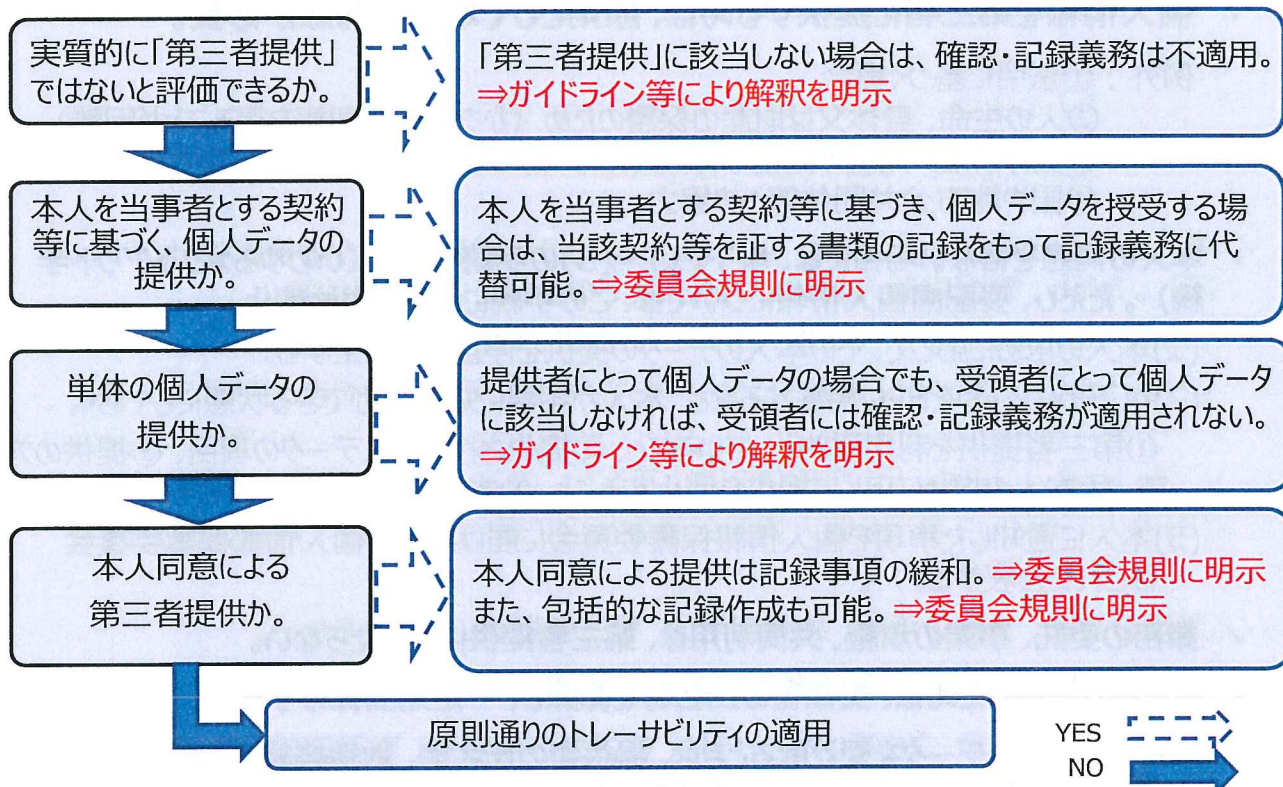 実質的に「第三者提供」
ではないと評価できるか。
「第三者提供」に該当しない場合は、確認・記録義務は不適用。
⇒ガイドライン等により解釈を明示
本人を当事者とする契約
等に基づく、個人データの
提供か。
本人を当事者とする契約等に基づき、個人データを授受する場
合は、当該契約等を証する書類の記録をもって記録義務に代
替可能。⇒委員会規則に明示
単体の個人データの
提供か。
提供者にとって個人データの場合でも、受領者にとって個人データ
に該当しなければ、受領者には確認・記録義務が適用されない。
⇒ガイドライン等により解釈を明示
本人同意による
第三者提供か。
本人同意による提供は記録事項の緩和。⇒委員会規則に明示
また、包括的な記録作成も可能。⇒委員会規則に明示
原則通りのトレーサビリティの適用
YES
NO